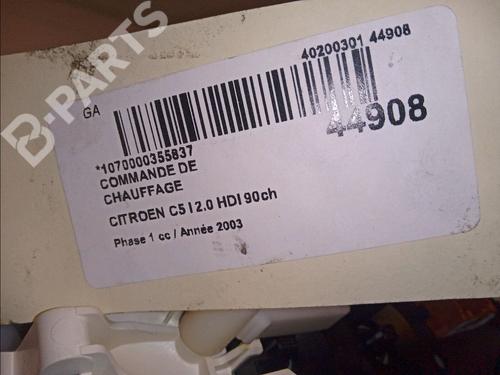 B-PARTS
40200301 44908
GA
44908
*1070000355837
COMMANDE DE
CHAUFFAGE
CITROEN C5 I 2.0 HDI 90ch
Phase 1 cc / Année 2003